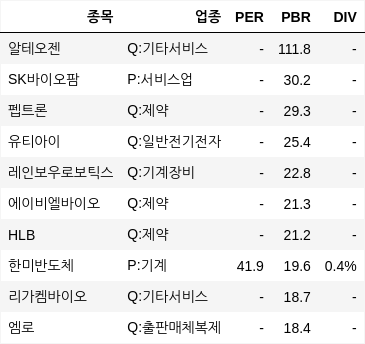 종목 업종 PER PBR DIV
알테오젠 Q:기타서비스 - 111.8 -
SK바이오팜 P:서비스업 - 30.2 -
펩트론 Q:제약 - 29.3 -
유티아이 Q:일반전기전자 - 25.4 -
레인보우로보틱스 Q:기계장비 - 22.8 -
에이비엘바이오 Q:제약 - 21.3 -
HLB Q:제약 - 21.2 -
한미반도체 P:기계 41.9 19.6 0.4%
리가켐바이오 Q:기타서비스 - 18.7 -
엠로 Q:출판매체복제 - 18.4 -